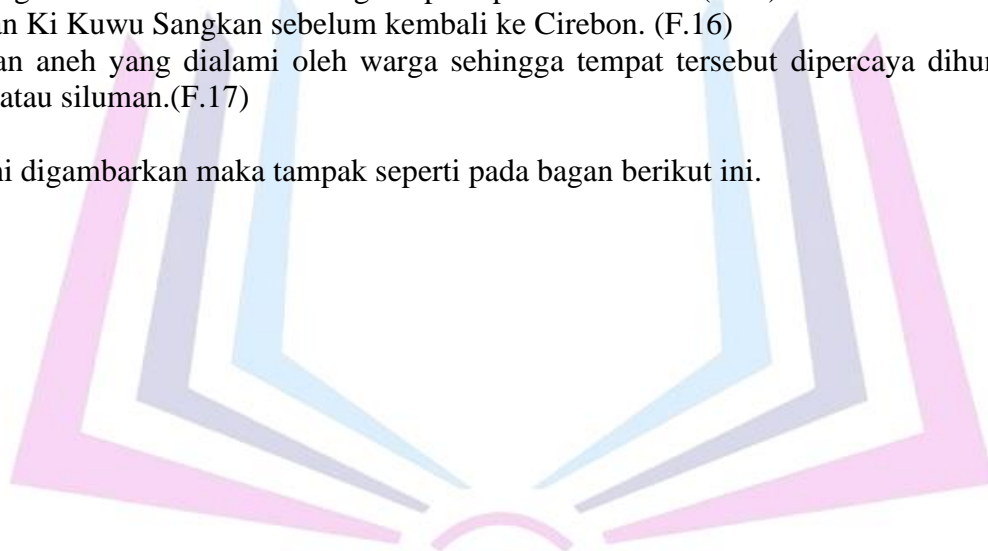 an Ki Kuwu Sangkan sebelum kembali ke Cirebon. (F.16)
an aneh yang dialami oleh warga sehingga tempat tersebut dipercaya dihu
atau siluman.(F.17)
ni digambarkan maka tampak seperti pada bagan berikut ini.